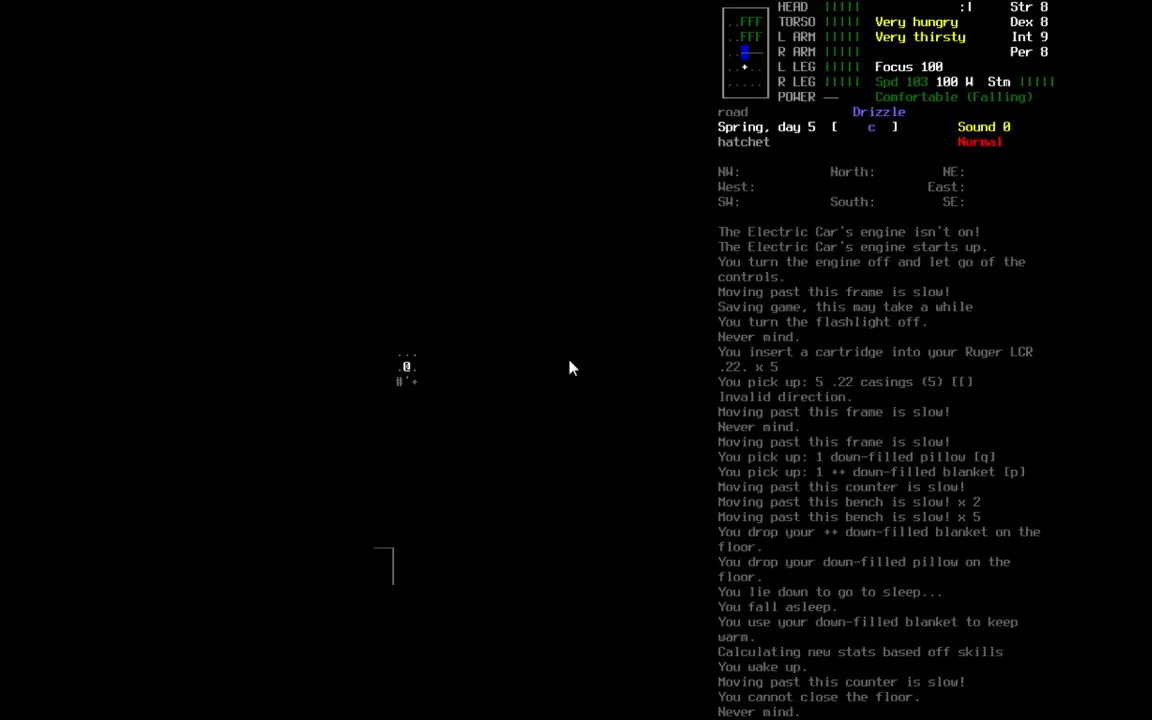 HEAD ||||| :| Str 8
..FFF TORSO ||||| Very hungry Dex 8
..FFF L ARM ||||| Very thirsty Int 9
R ARM ||||| Per 8
..+.. L LEG ||||| Focus 100
..... R LEG ||||| Spd 103 100 W Stm |||||
POWER -- Comfortable (Falling)
road Drizzle
Spring, day 5 [ c ] Sound 0
hatchet Normal
NW: North: NE:
West: East:
SW: South: SE:
The Electric Car's engine isn't on!
The Electric Car's engine starts up.
You turn the engine off and let go of the
controls.
Moving past this frame is slow!
Saving game, this may take a while
You turn the flashlight off.
Never mind.
You insert a cartridge into your Ruger LCR
.22. x 5
You pick up: 5 .22 casings (5) [[]
Invalid direction.
Moving past this frame is slow!
Never mind.
Moving past this frame is slow!
You pick up: 1 down-filled pillow [q]
You pick up: 1 ++ down-filled blanket [p]
Moving past this counter is slow!
Moving past this bench is slow! x 2
Moving past this bench is slow! x 5
You drop your ++ down-filled blanket on the
floor.
You drop your down-filled pillow on the
floor.
You lie down to go to sleep...
You fall asleep.
You use your down-filled blanket to keep
warm.
Calculating new stats based off skills
You wake up.
Moving past this counter is slow!
You cannot close the floor.
Never mind.
...
.@.
#'+